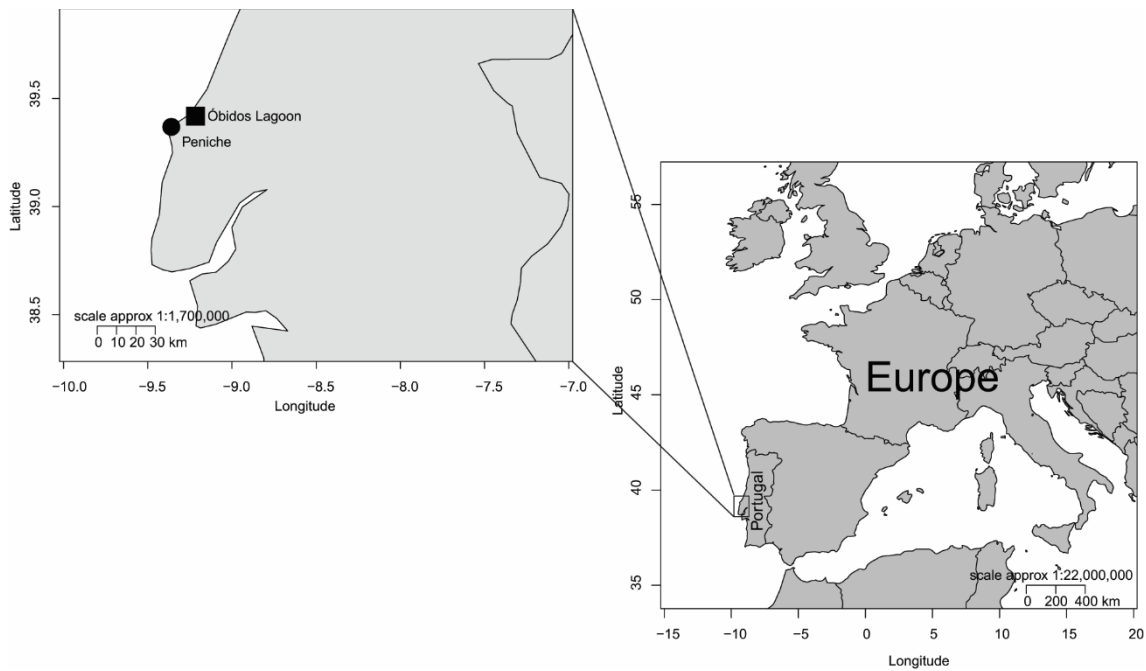 39.5
39.0
38.5
Latitude
Óbidos Lagoon
Peniche
scale approx 1:1,700,000
0 10 20 30 km
−10.0 −9.5 −9.0 −8.5 −8.0 −7.5 −7.0
Longitude
55
50
45
40
35
Latitude
Europe
Portugal
scale approx 1:22,000,000
0 200 400 km
−15 −10 −5 0 5 10 15 20
Longitude